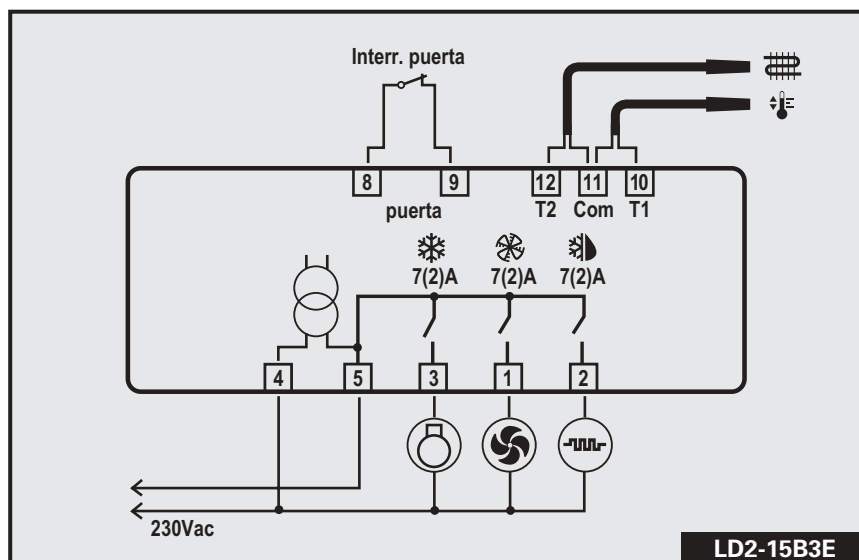 Interr. puerta
8
9
12
11
10
puerta
T2
Com
T1
7(2)A
7(2)A
7(2)A
4
5
3
1
2
230Vac
LD2-15B3E